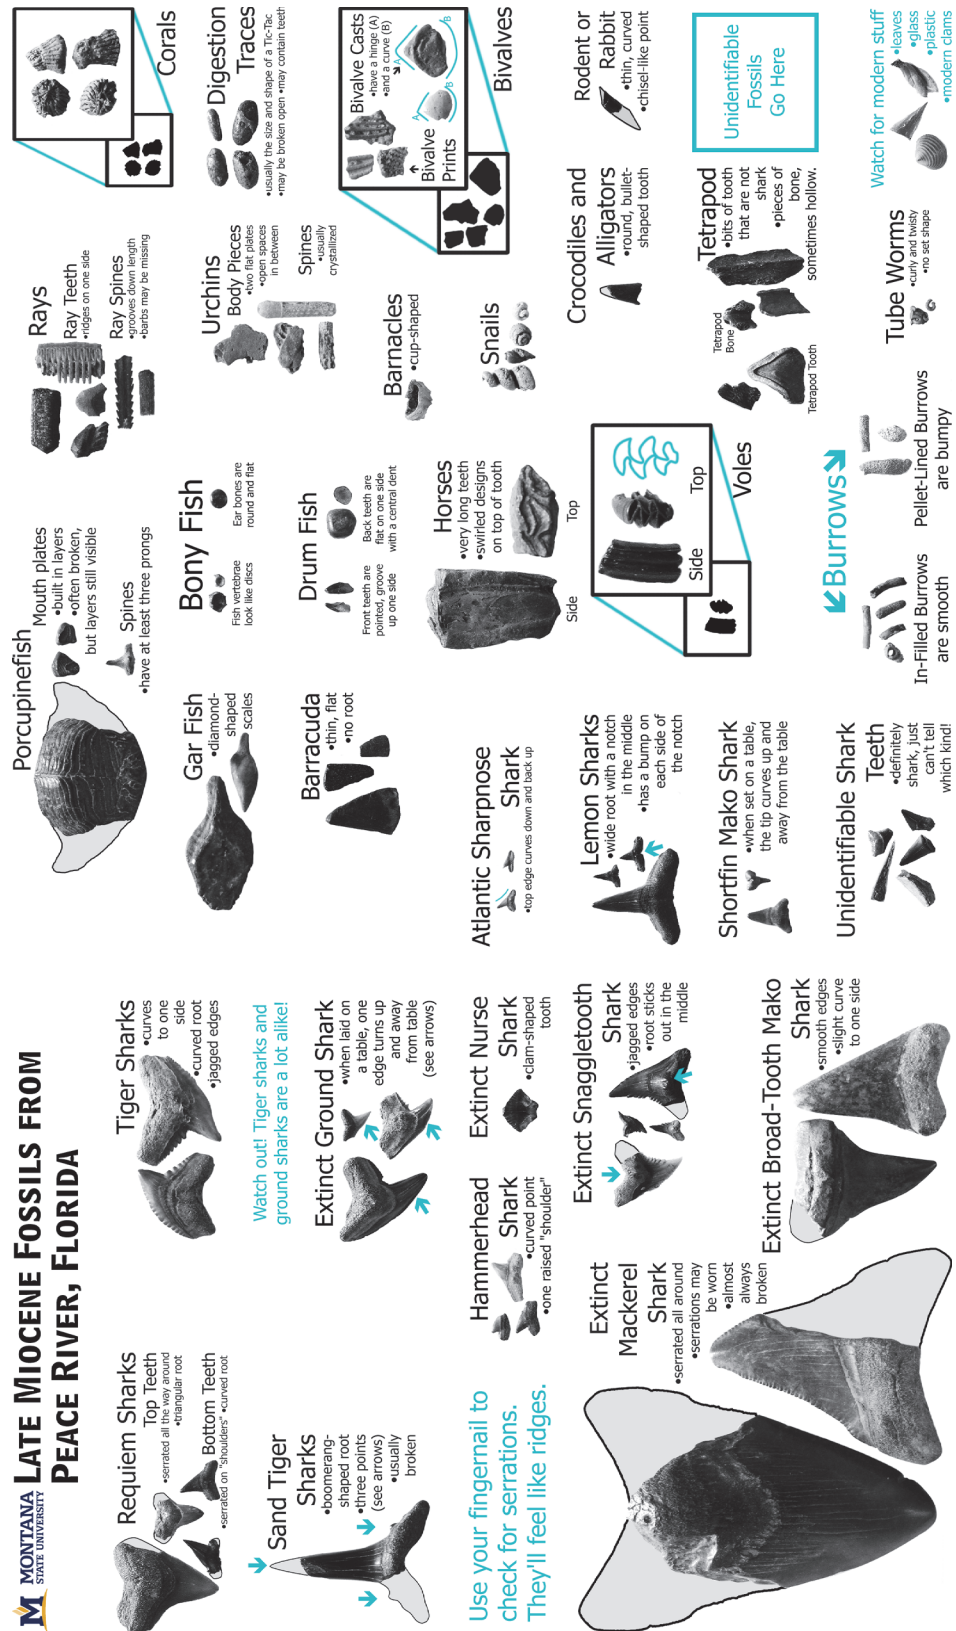 M MONTANA
STATE UNIVERSITY
LATE MIOCENE FOSSILS FROM
PEACE RIVER, FLORIDA
Requiem Sharks
Top Teeth
•serrated all the way around
•triangular root
Bottom Teeth
•serrated on "shoulders" •curved root
Tiger Sharks
•curves
to one
side
•curved root
•jagged edges
Watch out! Tiger sharks and
ground sharks are a lot alike!
Sand Tiger
Sharks
•boomerang-
shaped root
•three points
(see arrows)
•usually
broken
Extinct Ground Shark
•when laid on
a table, one
edge turns up
and away
from table
(see arrows)
Use your fingernail to
check for serrations.
They'll feel like ridges.
Hammerhead
Shark
•curved point
•one raised "shoulder"
Extinct Nurse
Shark
•clam-shaped
tooth
Atlantic Sharpnose
Shark
•top edge curves down and back up
Extinct
Mackerel
Shark
•serrated all around
•serrations may
be worn
•almost
always
broken
Extinct Snaggletooth
Shark
•jagged edges
•root sticks
out in the
middle
Lemon Sharks
•wide root with a notch
in the middle
•has a bump on
each side of
the notch
Shortfin Mako Shark
•when set on a table,
the tip curves up and
away from the table
Extinct Broad-Tooth Mako
Shark
•smooth edges
•slight curve
to one side
Unidentifiable Shark
Teeth
•definitely
shark, just
can't tell
which kind!
Porcupinefish
Mouth plates
•built in layers
•often broken,
but layers still visible
Spines
•have at least three prongs
Gar Fish
•diamond-
shaped
scales
Bony Fish
Fish vertebrae
look like discs
Ear bones are
round and flat
Barracuda
•thin, flat
•no root
Drum Fish
Front teeth are
pointed, groove
up one side
Back teeth are
flat on one side
with a central dent
Horses
•very long teeth
•swirled designs
on top of tooth
Side
Top
Side
Top
Voles
Burrows
In-Filled Burrows
are smooth
Pellet-Lined Burrows
are bumpy
Rays
Ray Teeth
•ridges on one side
Ray Spines
•grooves down length
•barbs may be missing
Corals
Urchins
Body Pieces
•two flat plates
•open spaces
in between
Spines
•usually
crystallized
Digestion
Traces
•usually the size and shape of a Tic-Tac
•may be broken open •may contain teeth
Barnacles
•cup-shaped
Bivalve Casts
•have a hinge (A)
•and a curve (B)
A
B
A
B
Bivalve
Prints
Bivalves
Snails
Crocodiles and
Alligators
•round, bullet-
shaped tooth
Rodent or
Rabbit
•thin, curved
•chisel-like point
Tetrapod
•bits of tooth
that are not
shark
•pieces of
bone,
sometimes hollow.
Tetrapod
Bone
Tetrapod Tooth
Unidentifiable
Fossils
Go Here
Tube Worms
•curly and twisty
•no set shape
Watch for modern stuff
•leaves
•glass
•plastic
•modern clams